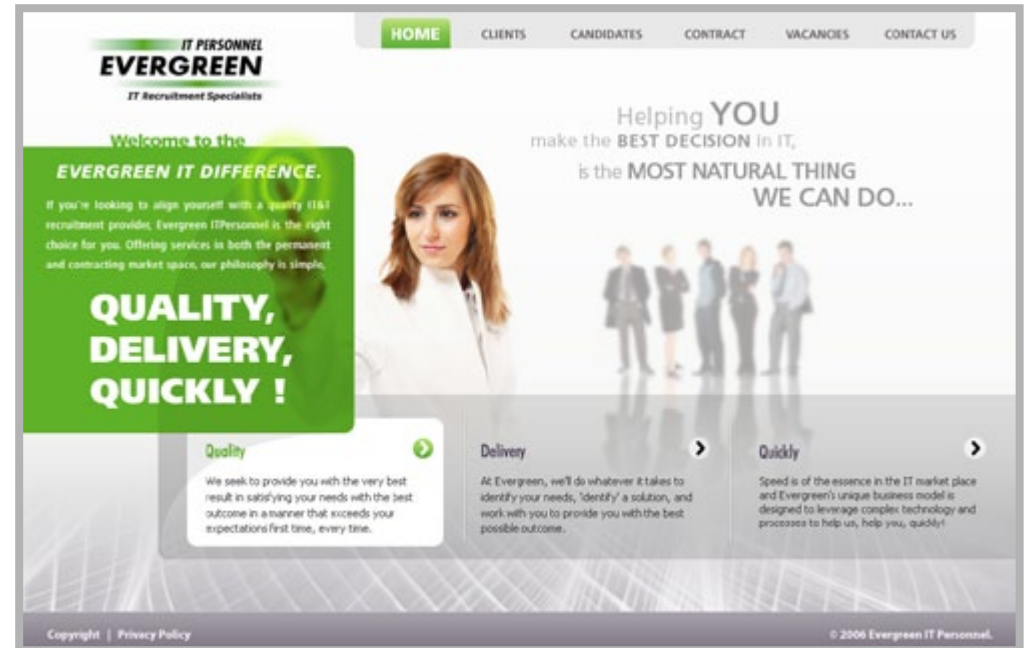 IT PERSONNEL
EVERGREEN
IT Recruitment Specialists
HOME
CLIENTS
CANDIDATES
CONTRACT
VACANCIES
CONTACT US
Helping YOU
make the BEST DECISION in IT,
is the MOST NATURAL THING
WE CAN DO...
Welcome to the
EVERGREEN IT DIFFERENCE.
If you're looking to align yourself with a quality IT&T
recruitment provider, Evergreen ITPersonnel is the right
choice for you. Offering services in both the permanent
and contracting market space, our philosophy is simple,
QUALITY,
DELIVERY,
QUICKLY !
Quality
We seek to provide you with the very best
result in satisfying your needs with the best
outcome in a manner that exceeds your
expectations first time, every time.
Delivery
At Evergreen, we'll do whatever it takes to
identify your needs, 'identify' a solution, and
work with you to provide you with the best
possible outcome.
Quickly
Speed is of the essence in the IT market place
and Evergreen's unique business model is
designed to leverage complex technology and
processes to help us, help you, quickly!
Copyright | Privacy Policy
© 2006 Evergreen IT Personnel.